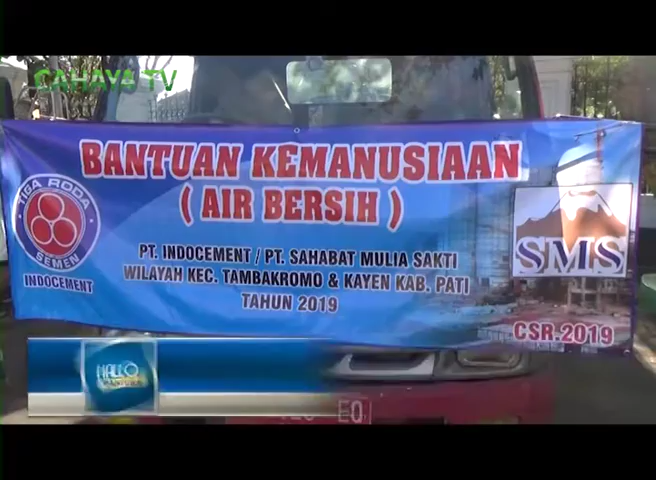 CAHAYA TV
BANTUAN KEMANUSIAAN
( AIR BERSIH )
TIGA RODA
SEMEN
INDOCEMENT
PT. INDOCEMENT / PT. SAHABAT MULIA SAKTI
WILAYAH KEC. TAMBAKROMO & KAYEN KAB. PATI
TAHUN 2019
SMS
CSR.2019
HALLO